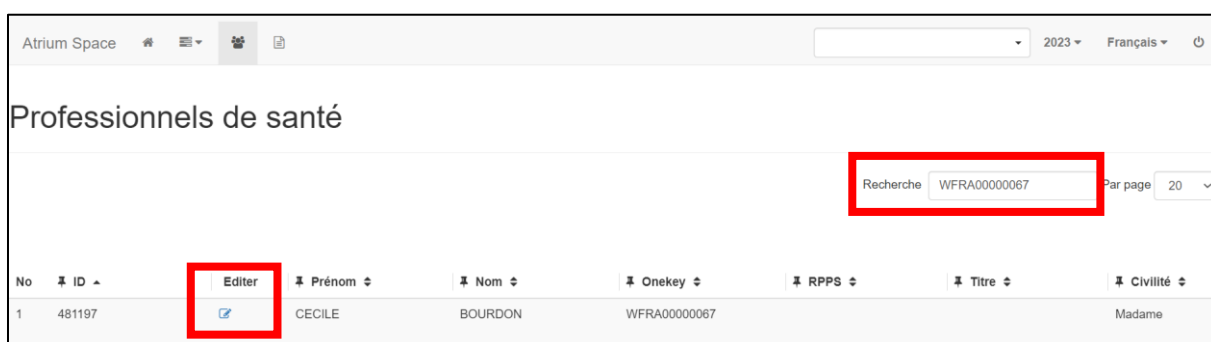 Atrium Space 2023 Français
Professionnels de santé
Recherche WFRA00000067 Par page 20
No ID Editer Prénom Nom Onekey RPPS Titre Civilité
1 481197 CECILE BOURDON WFRA00000067 Madame